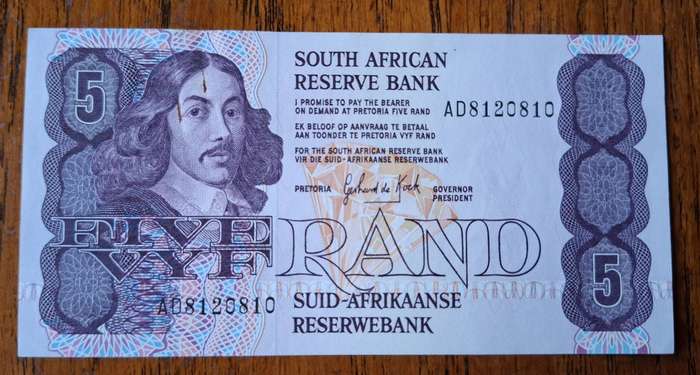 5
SOUTH AFRICAN
RESERVE BANK
I PROMISE TO PAY THE BEARER
ON DEMAND AT PRETORIA FIVE RAND
AD8120810
EK BELOOF OP AANVRAAG TE BETAAL
AAN TOONDER TE PRETORIA VYF RAND
FOR THE SOUTH AFRICAN RESERVE BANK
VIR DIE SUID-AFRIKAANSE RESERWEBANK
PRETORIA Gerhard de Kock GOVERNOR
PRESIDENT
FIVE
VYF
RAND
5
AD8120810
SUID-AFRIKAANSE
RESERWEBANK